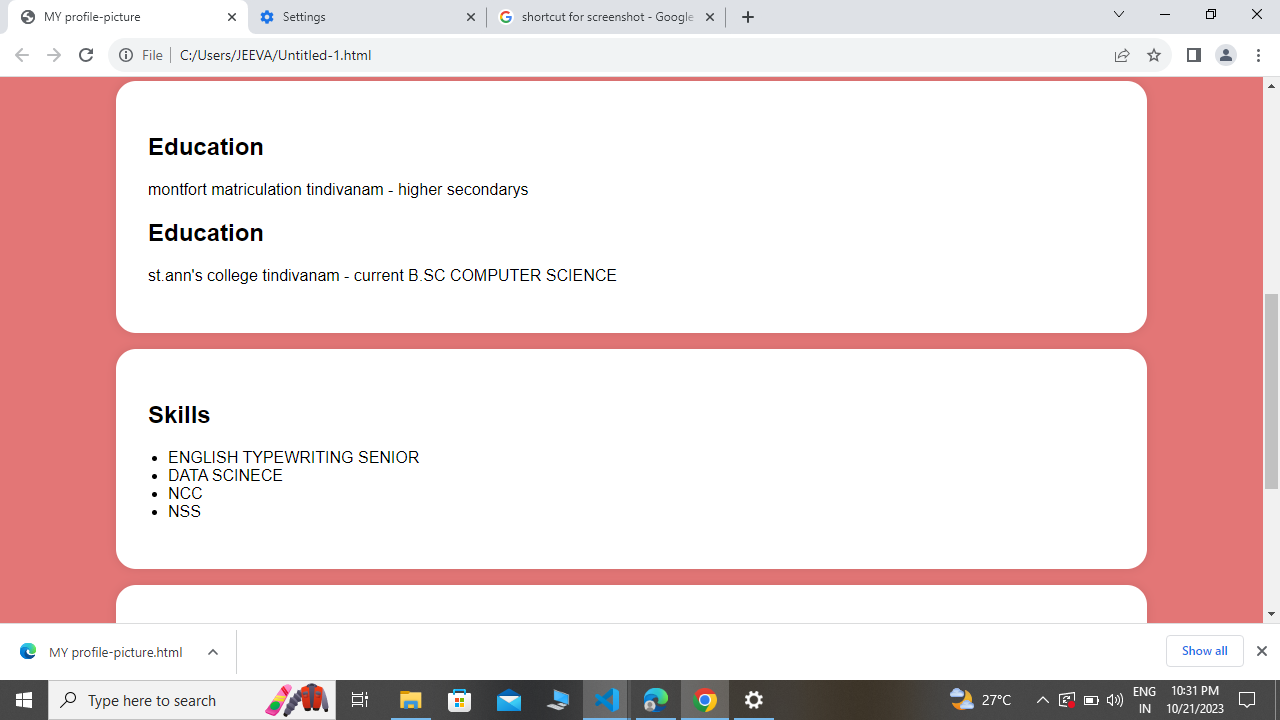 MY profile-picture
Settings
shortcut for screenshot - Google
File
C:/Users/JEEVA/Untitled-1.html
Education
montfort matriculation tindivanam - higher secondarys
Education
st.ann's college tindivanam - current B.SC COMPUTER SCIENCE
Skills
ENGLISH TYPEWRITING SENIOR
DATA SCINECE
NCC
NSS
MY profile-picture.html
Show all
Type here to search
27°C
ENG
IN
10:31 PM
10/21/2023